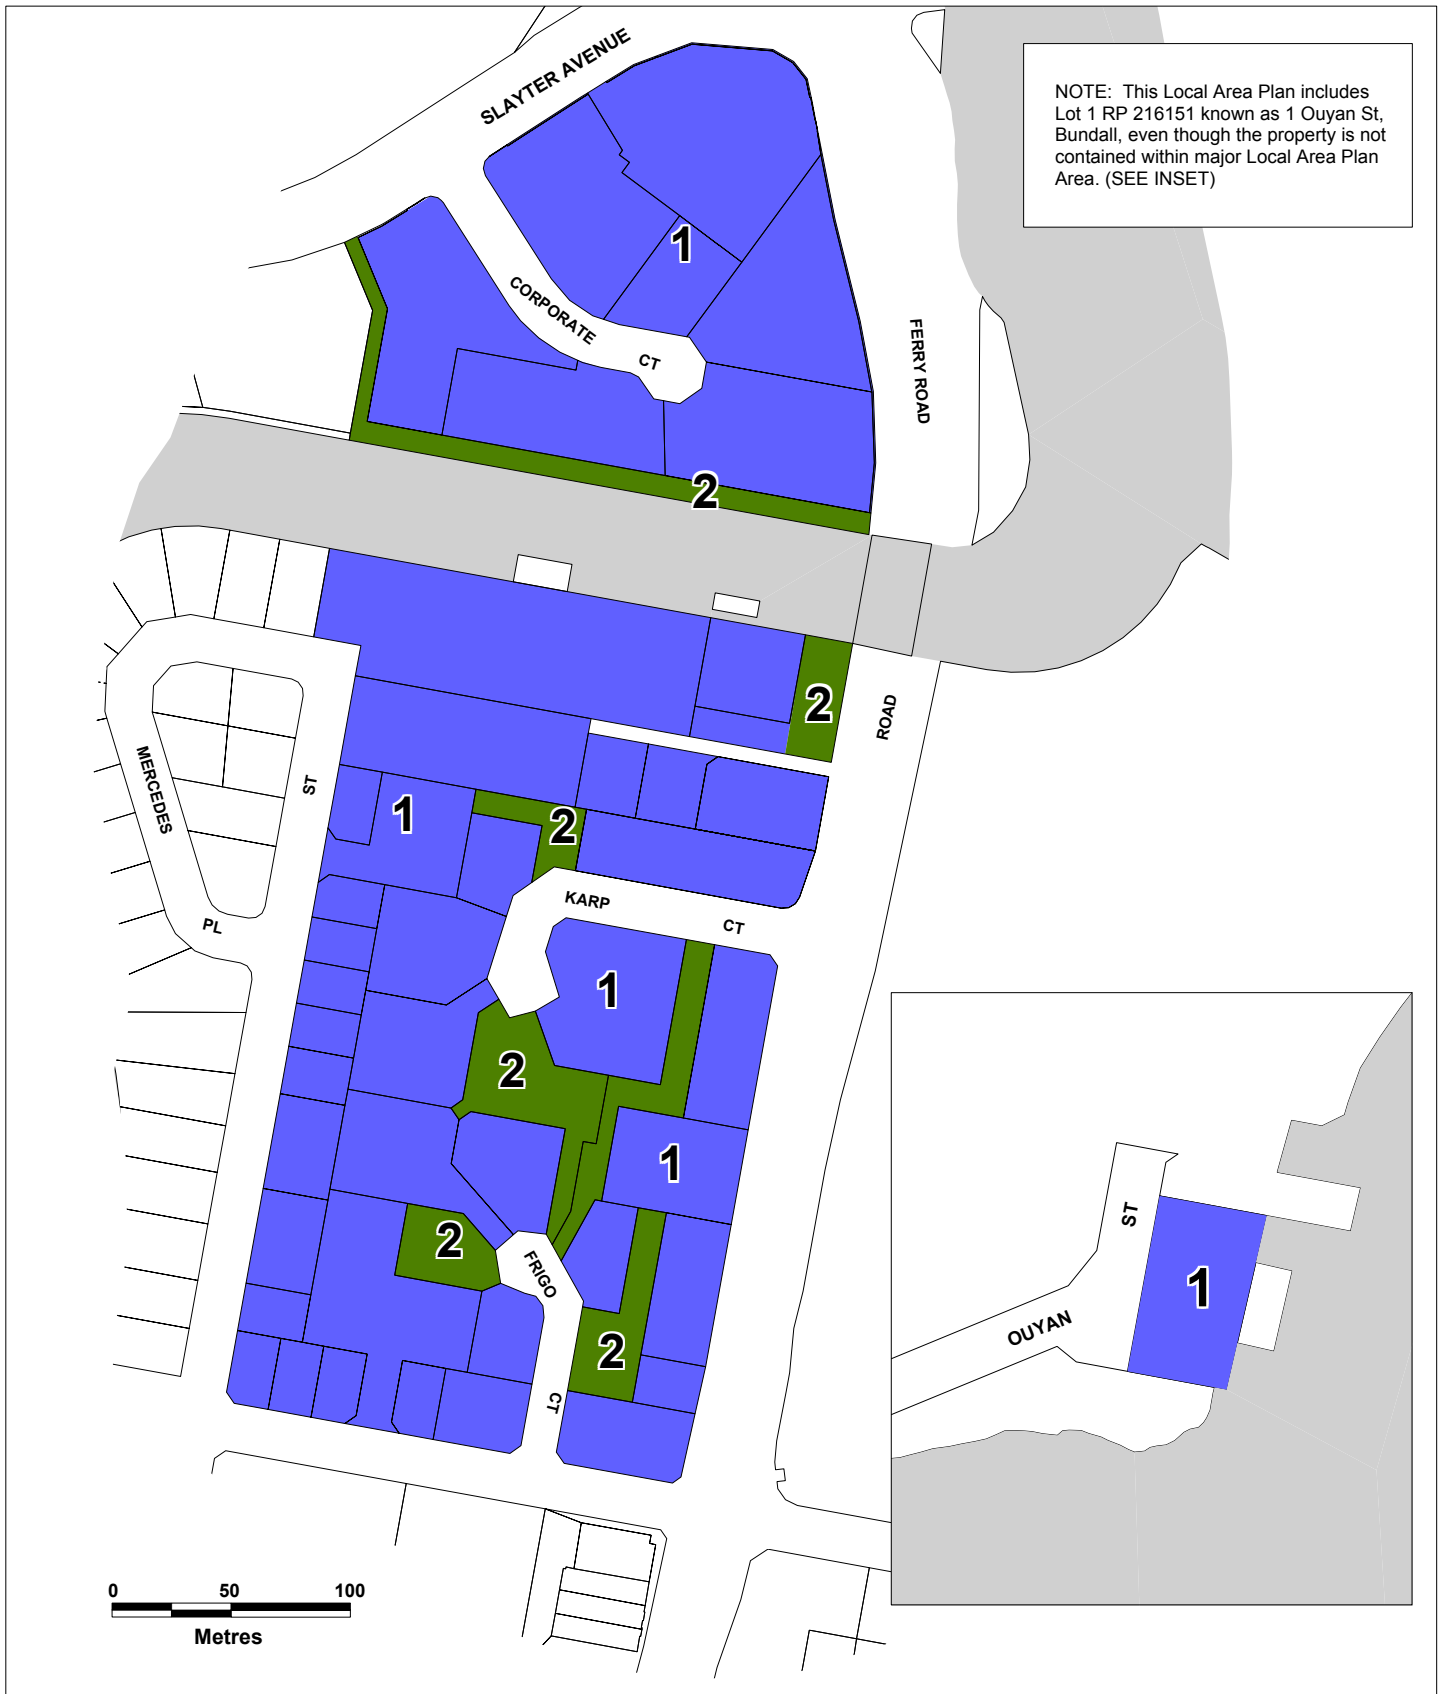 SLAYTER AVENUE
NOTE: This Local Area Plan includes
Lot 1 RP 216151 known as 1 Ouyan St,
Bundall, even though the property is not
contained within major Local Area Plan
Area. (SEE INSET)
1
CORPORATE
CT
FERRY ROAD
2
2
ROAD
MERCEDES
ST
1
2
KARP
CT
PL
1
2
1
2
FRIGO
2
CT
ST
1
OUYAN
0 50 100
Metres